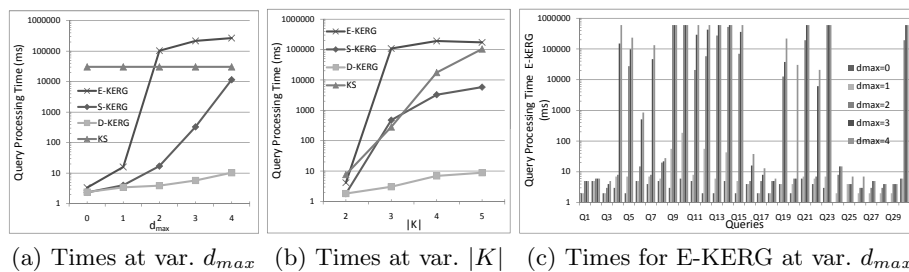 Query Processing Time (ms)
1000000
100000
10000
1000
100
10
1
E-KERG
S-KERG
D-KERG
KS
0 1 2 3 4
dmax
Query Processing Time (ms)
1000000
100000
10000
1000
100
10
1
E-KERG
S-KERG
D-KERG
KS
2 3 4 5
|K|
Query Processing Time E-kERG
(ms)
1000000
100000
10000
1000
100
10
1
dmax=0
dmax=1
dmax=2
dmax=3
dmax=4
Q1 Q3 Q5 Q7 Q9 Q11 Q13 Q15 Q17 Q19 Q21 Q23 Q25 Q27 Q29
Queries
(a) Times at var. dmax (b) Times at var. |K| (c) Times for E-KERG at var. dmax